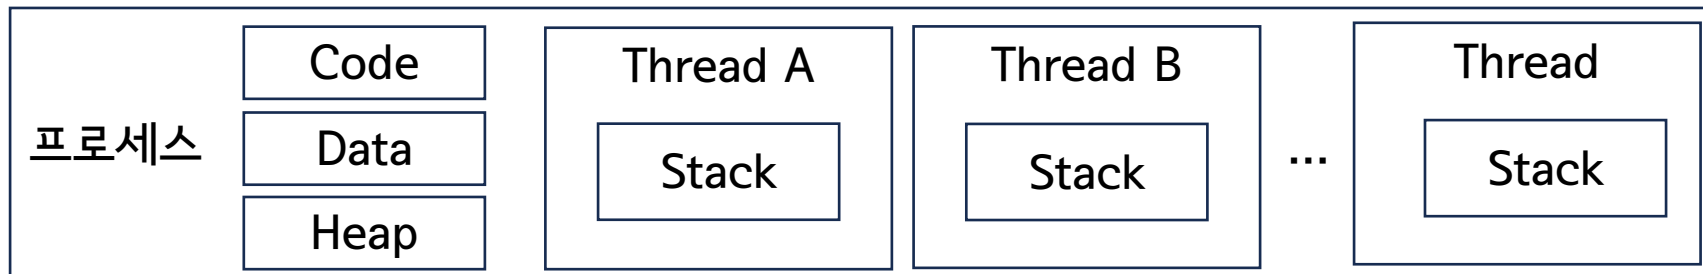 프로세스
Code
Data
Heap
Thread A
Stack
Thread B
Stack
...
Thread
Stack